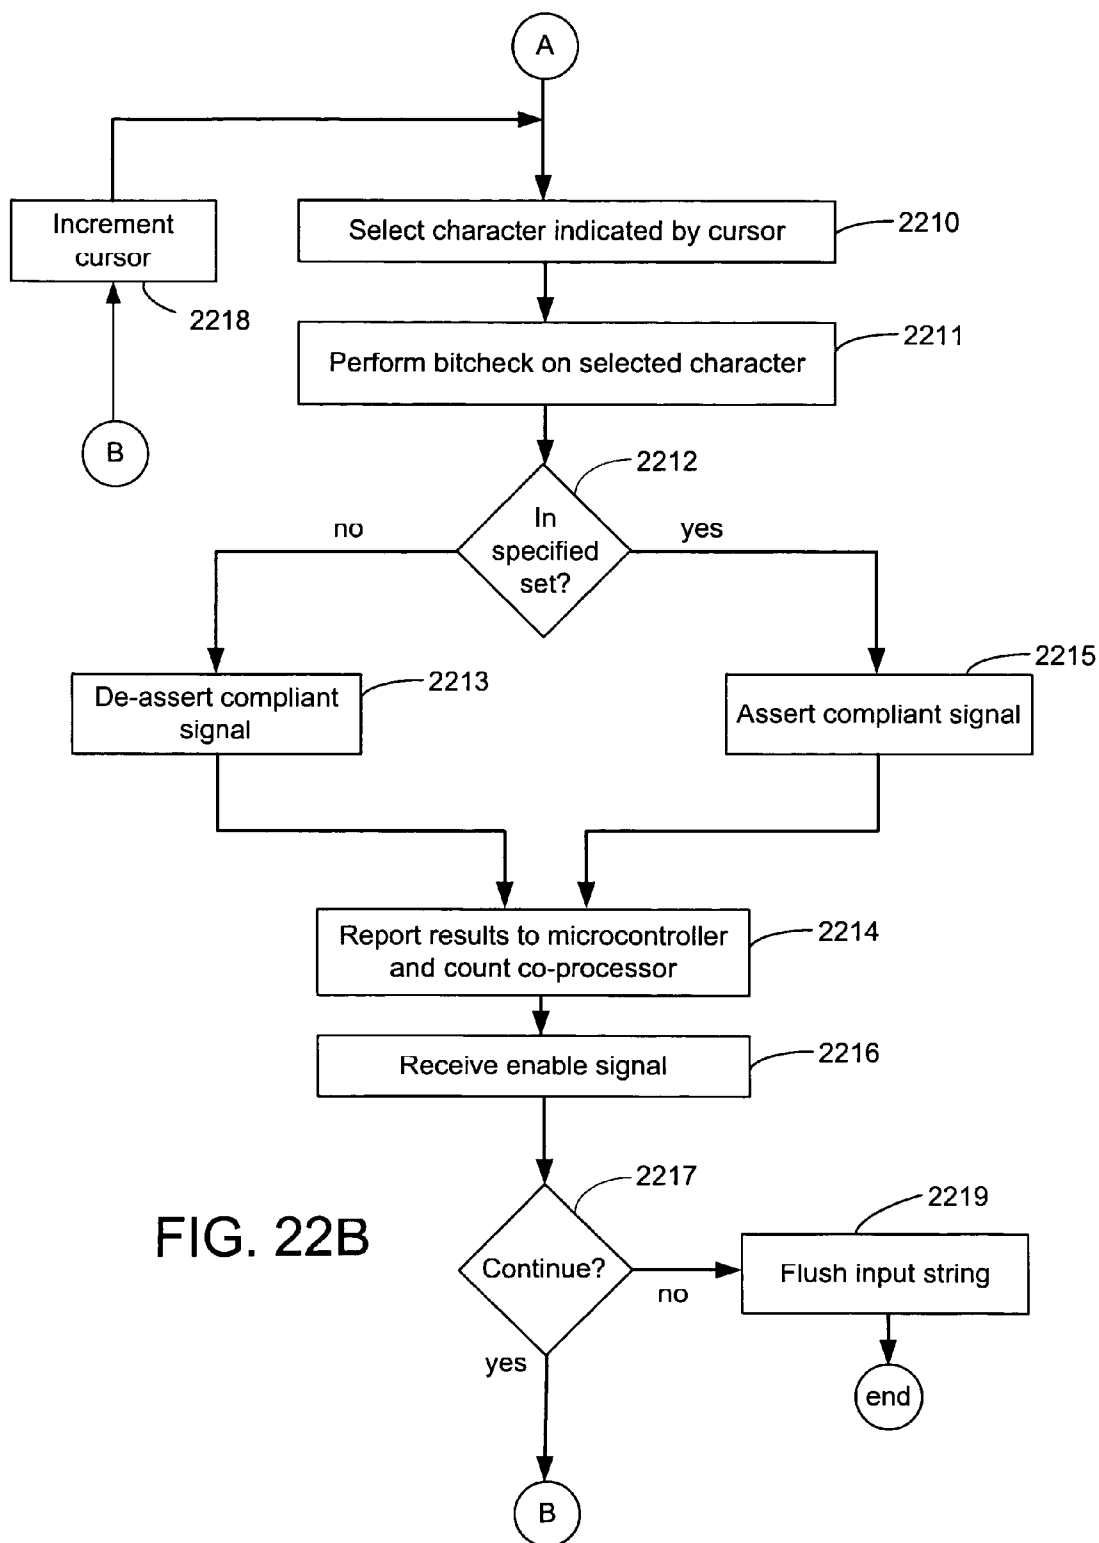 A
Increment
cursor
2218
B
Select character indicated by cursor
2210
Perform bitcheck on selected character
2211
2212
In
specified
set?
no
yes
De-assert compliant
signal
2213
Assert compliant signal
2215
Report results to microcontroller
and count co-processor
2214
Receive enable signal
2216
2217
Continue?
no
yes
2219
Flush input string
end
B
FIG. 22B